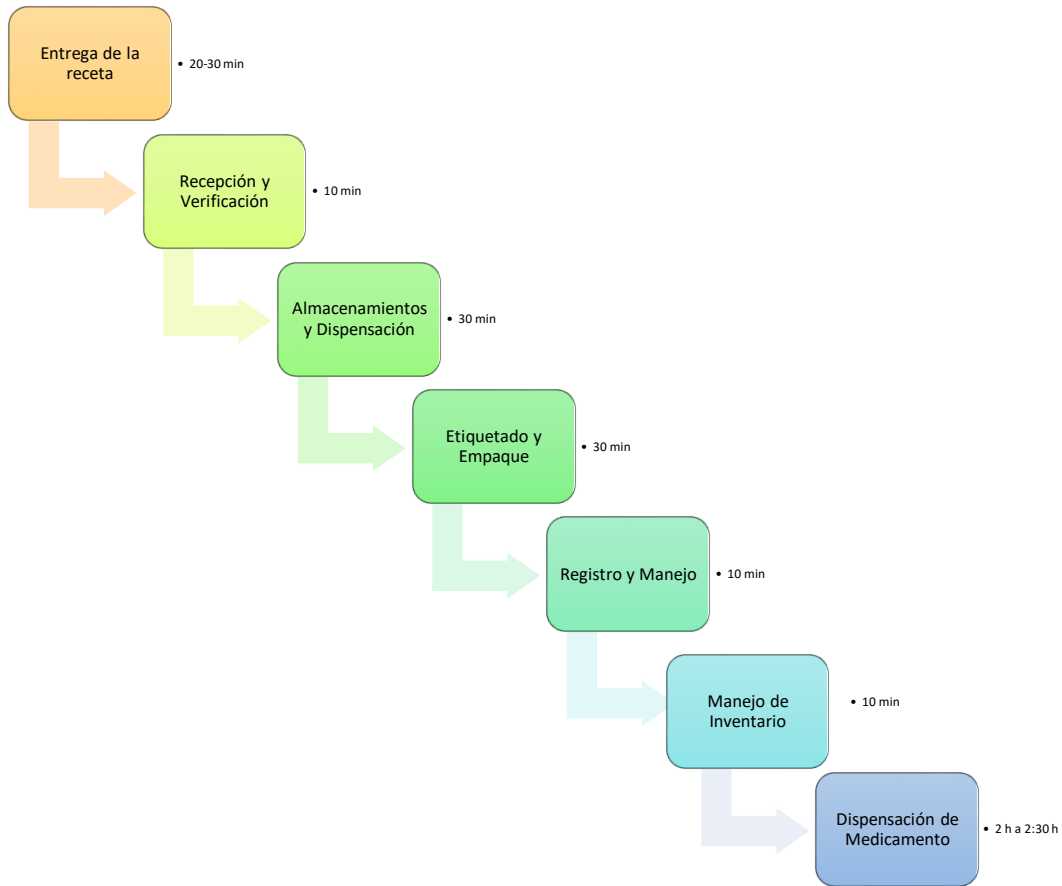 Entrega de la
receta
• 20-30 min
Recepción y
Verificación
• 10 min
Almacenamientos
y Dispensación
• 30 min
Etiquetado y
Empaque
• 30 min
Registro y Manejo
• 10 min
Manejo de
Inventario
• 10 min
Dispensación de
Medicamento
• 2 h a 2:30 h